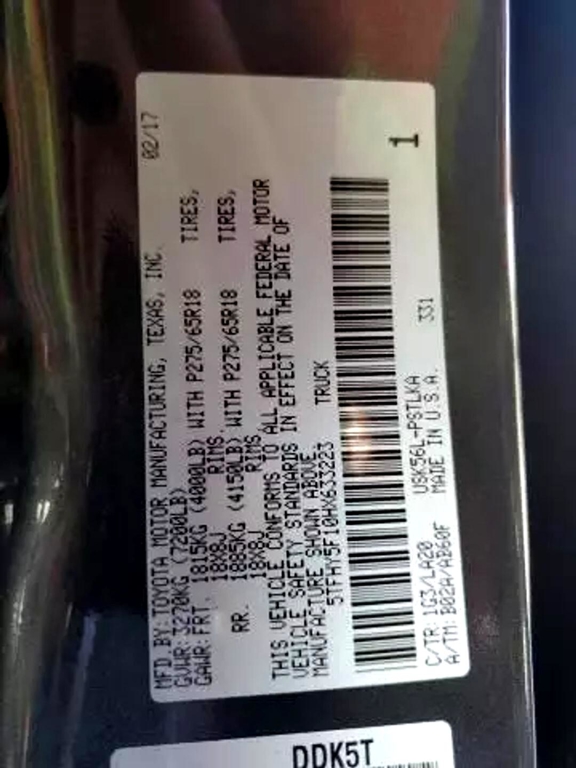 MFD.BY:TOYOTA MOTOR MANUFACTURING, TEXAS, INC. 02/17
GVWR:3270KG (7200LB)
GAWR:FRT. 1815KG (4000LB) WITH P275/65R18 TIRES,
18X8J RIMS,
RR. 1885KG (4150LB) WITH P275/65R18 TIRES,
18X8J RIMS
THIS VEHICLE CONFORMS TO ALL APPLICABLE FEDERAL MOTOR
VEHICLE SAFETY STANDARDS IN EFFECT ON THE DATE OF
MANUFACTURE SHOWN ABOVE.
5TFHY5F10HX633223 TRUCK
1
C/TR:1G3/LA20 USK56L-PSTLKA 331
A/TM:B02A/AB60F MADE IN U.S.A.
DDK5T